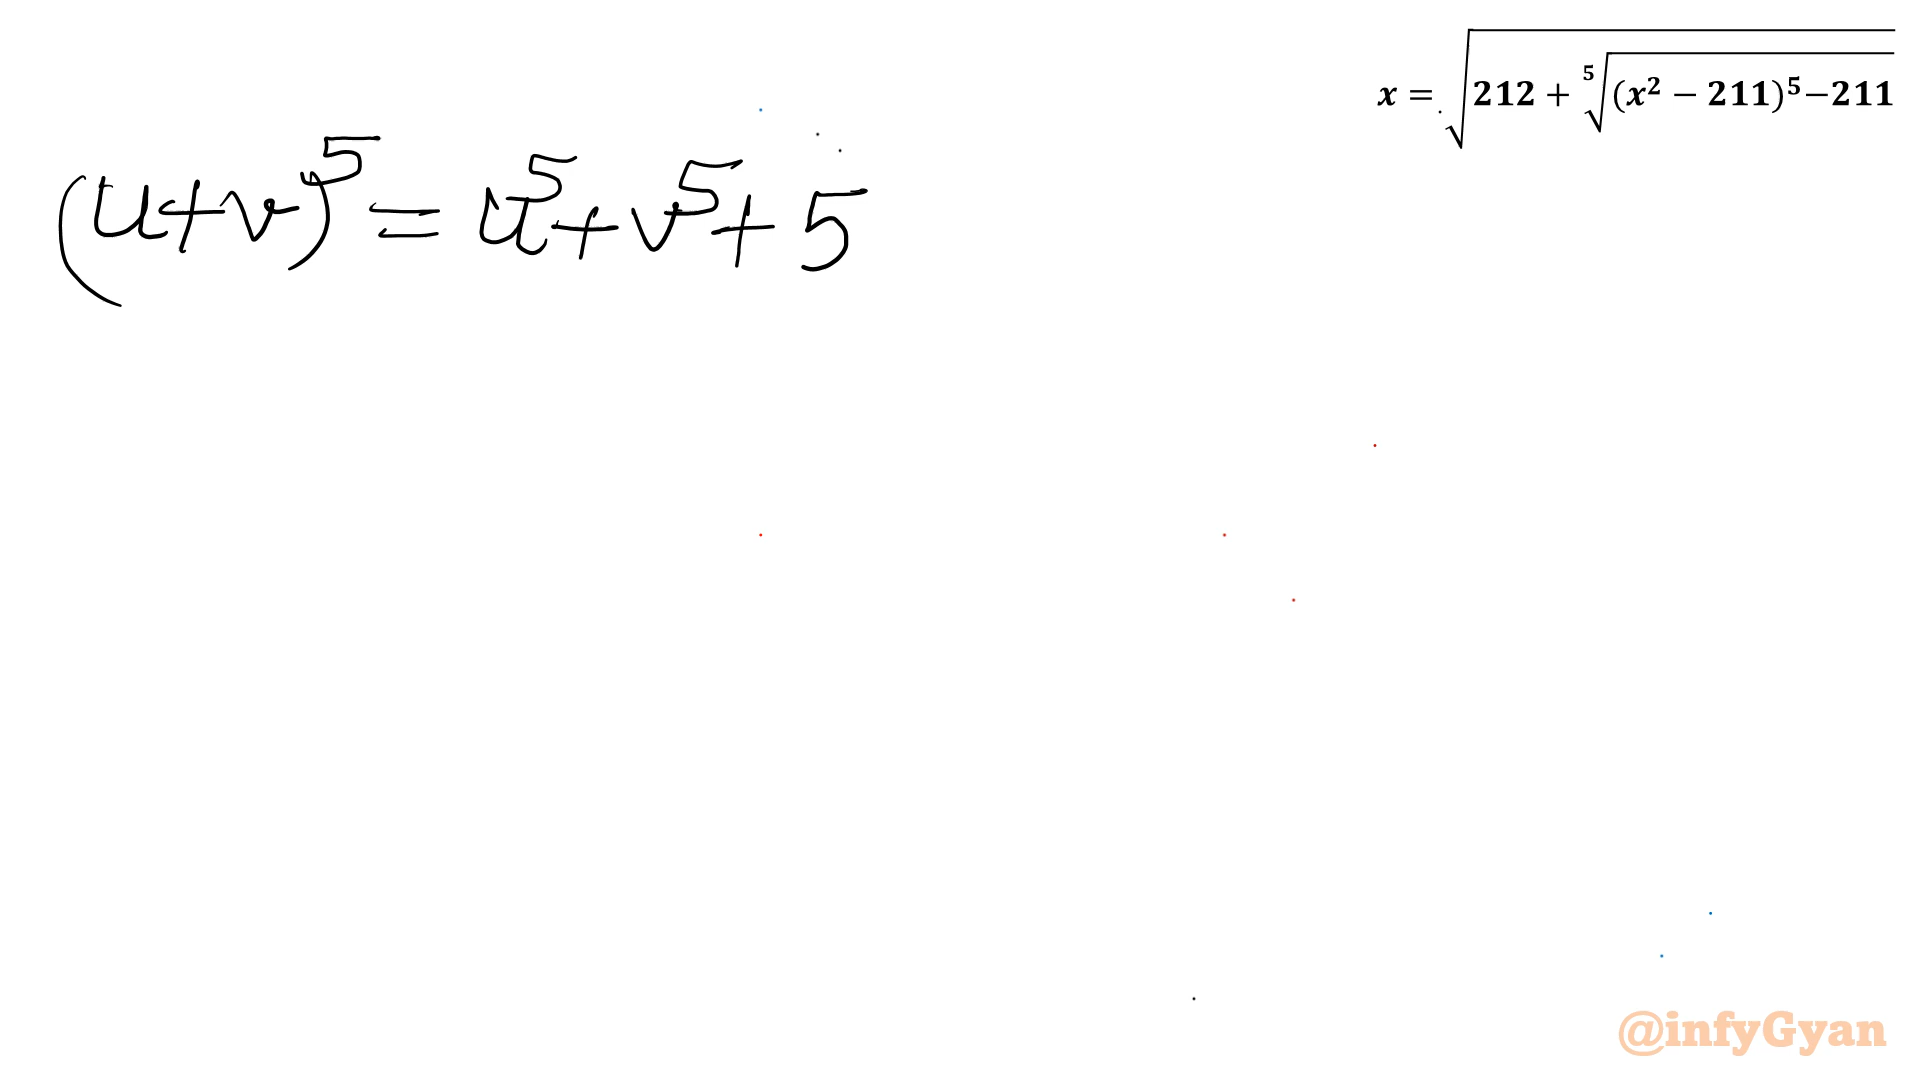 x = √(212 + ⁵√((x² − 211)⁵−211))
(u+v)⁵ = u⁵+v⁵+5
@infyGyan